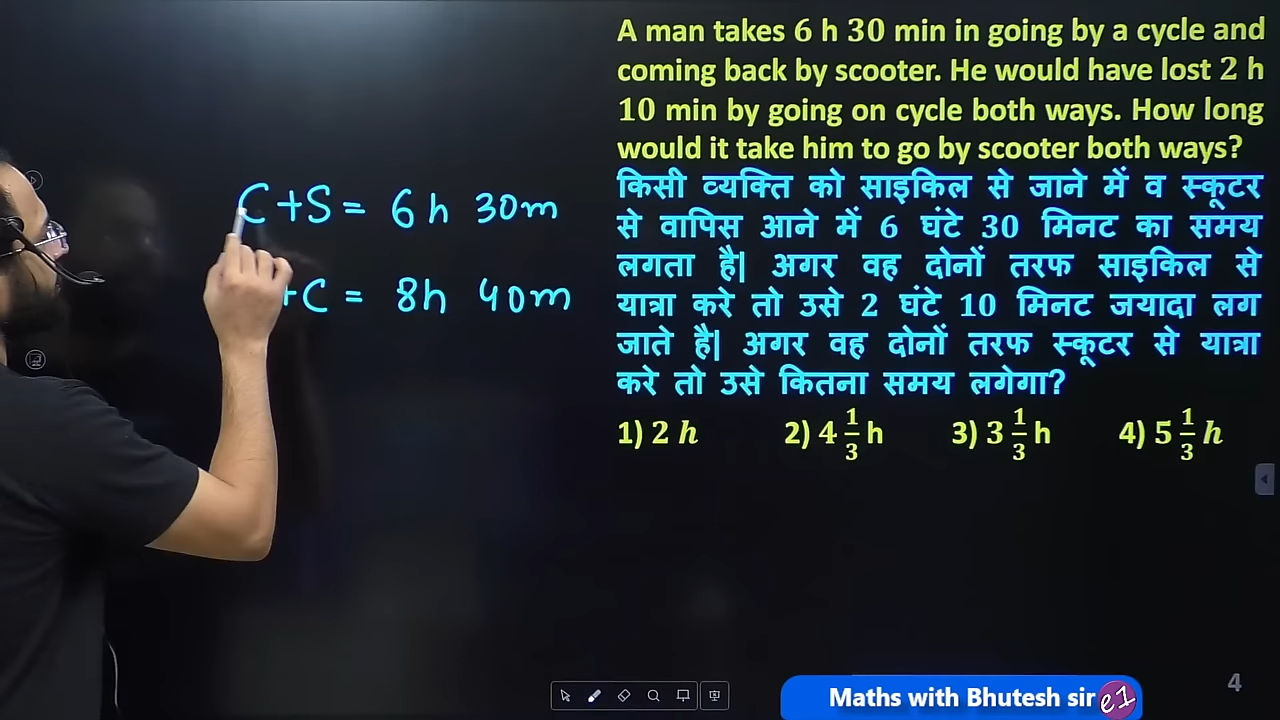 A man takes 6 h 30 min in going by a cycle and
coming back by scooter. He would have lost 2 h
10 min by going on cycle both ways. How long
would it take him to go by scooter both ways?
किसी व्यक्ति को साइकिल से जाने में व स्कूटर
से वापिस आने में 6 घंटे 30 मिनट का समय
लगता है| अगर वह दोनों तरफ साइकिल से
यात्रा करे तो उसे 2 घंटे 10 मिनट जयादा लग
जाते है| अगर वह दोनों तरफ स्कूटर से यात्रा
करे तो उसे कितना समय लगेगा?
1) 2 h 2) 4 1/3 h 3) 3 1/3 h 4) 5 1/3 h
C+S = 6h 30m
+C = 8h 40m
Maths with Bhutesh sir e1
4